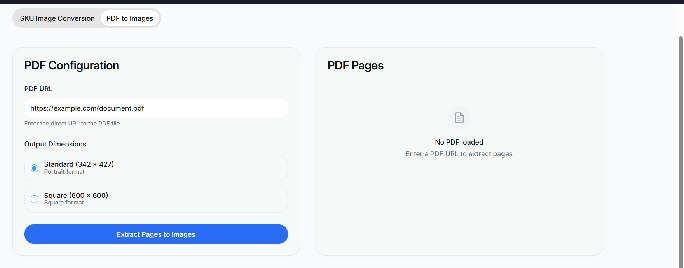 SKU Image Conversion
PDF to Images
PDF Configuration
PDF URL
https://example.com/document.pdf
Enter the direct URL to the PDF file
Output Dimensions
Standard (342 × 427)
Portrait format
Square (600 × 600)
Square format
Extract Pages to Images
PDF Pages
No PDF loaded
Enter a PDF URL to extract pages